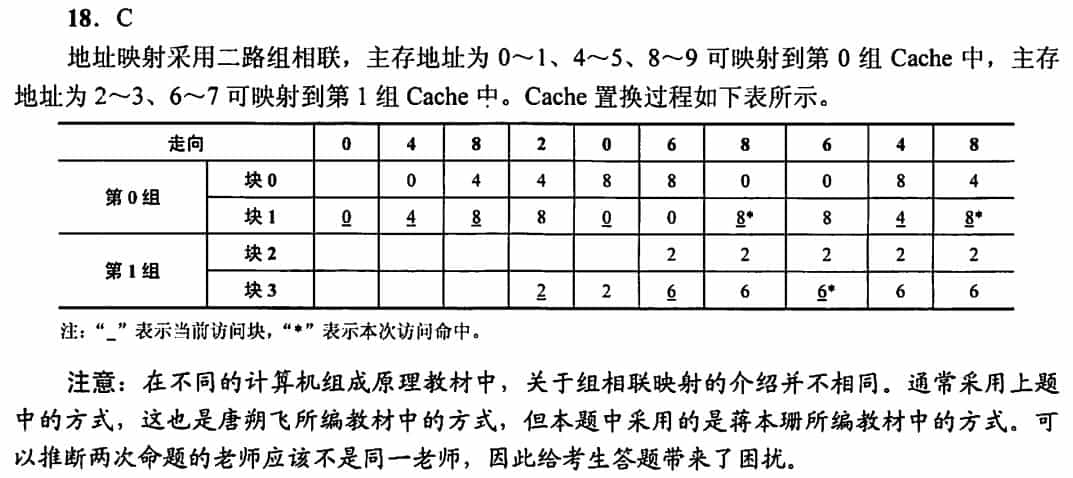 18. C
地址映射采用二路组相联，主存地址为 0～1、4～5、8～9 可映射到第 0 组 Cache 中，主存
地址为 2～3、6～7 可映射到第 1 组 Cache 中。Cache 置换过程如下表所示。
走向 0 4 8 2 0 6 8 6 4 8
第 0 组
块 0 0 4 4 8 8 0 0 8 4
块 1 0 4 8 8 0 0 8* 8 4 8*
第 1 组
块 2 2 2 2 2 2
块 3 2 2 6 6 6* 6 6
注：“_”表示当前访问块，“*”表示本次访问命中。
注意：在不同的计算机组成原理教材中，关于组相联映射的介绍并不相同。通常采用上题
中的方式，这也是唐朔飞所编教材中的方式，但本题中采用的是蒋本珊所编教材中的方式。可
以推断两次命题的老师应该不是同一老师，因此给考生答题带来了困扰。